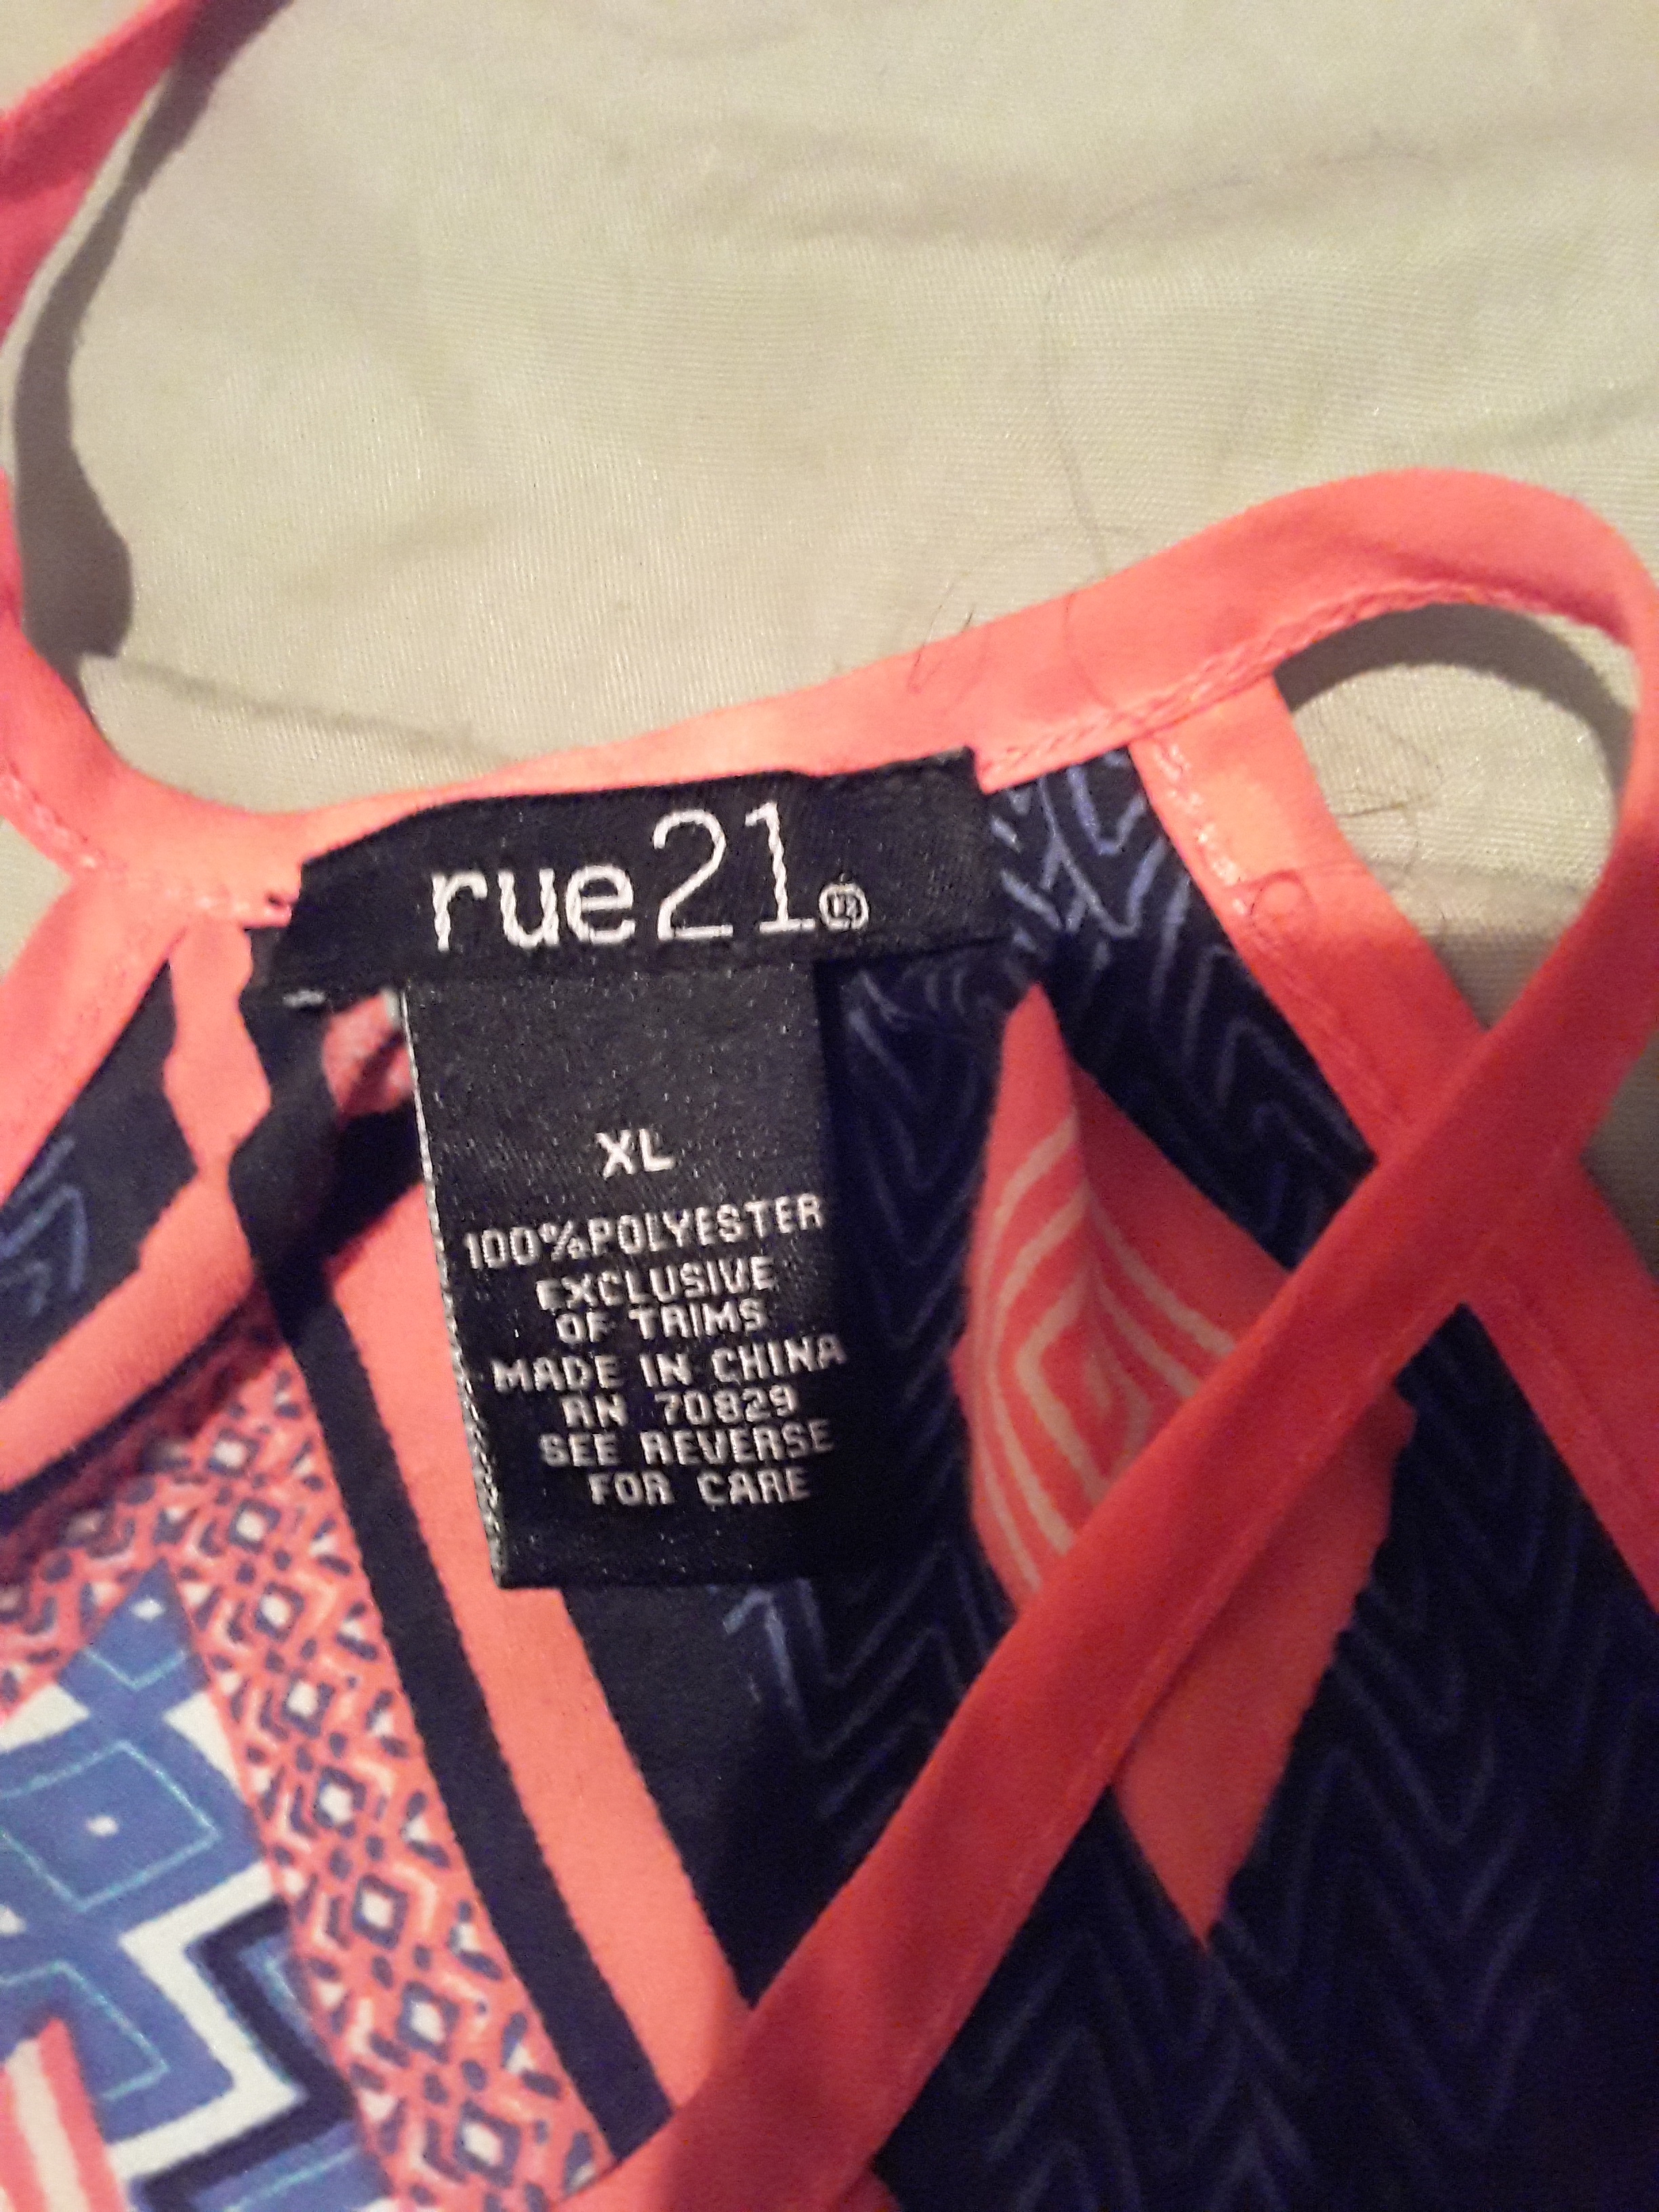 rue21®
XL
100%POLYESTER
EXCLUSIVE
OF TRIMS
MADE IN CHINA
RN 70829
SEE REVERSE
FOR CARE